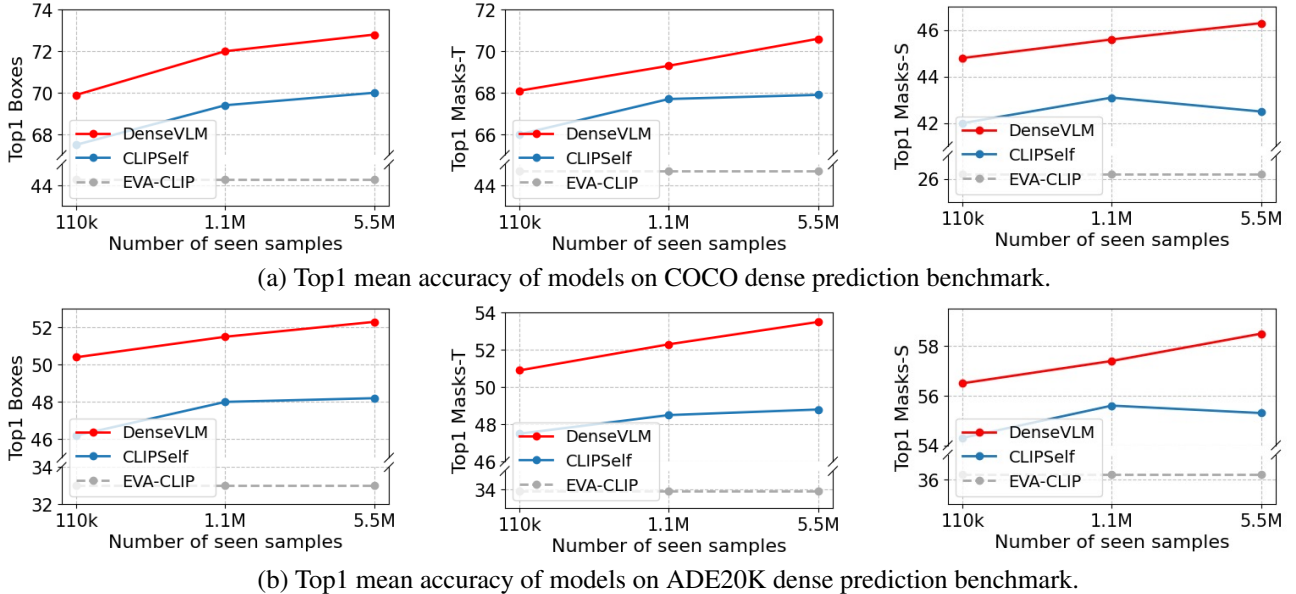 74
72
70
68
44
Top1 Boxes
DenseVLM
CLIPSelf
EVA-CLIP
110k 1.1M 5.5M
Number of seen samples
72
70
68
66
44
Top1 Masks-T
DenseVLM
CLIPSelf
EVA-CLIP
110k 1.1M 5.5M
Number of seen samples
46
44
42
26
Top1 Masks-S
DenseVLM
CLIPSelf
EVA-CLIP
110k 1.1M 5.5M
Number of seen samples
(a) Top1 mean accuracy of models on COCO dense prediction benchmark.
52
50
48
46
34
32
Top1 Boxes
DenseVLM
CLIPSelf
EVA-CLIP
110k 1.1M 5.5M
Number of seen samples
54
52
50
48
46
34
Top1 Masks-T
DenseVLM
CLIPSelf
EVA-CLIP
110k 1.1M 5.5M
Number of seen samples
58
56
54
36
Top1 Masks-S
DenseVLM
CLIPSelf
EVA-CLIP
110k 1.1M 5.5M
Number of seen samples
(b) Top1 mean accuracy of models on ADE20K dense prediction benchmark.